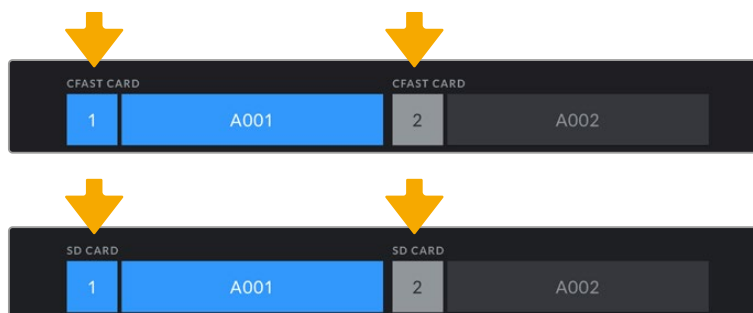 CFAST CARD CFAST CARD
1 A001 2 A002
SD CARD SD CARD
1 A001 2 A002